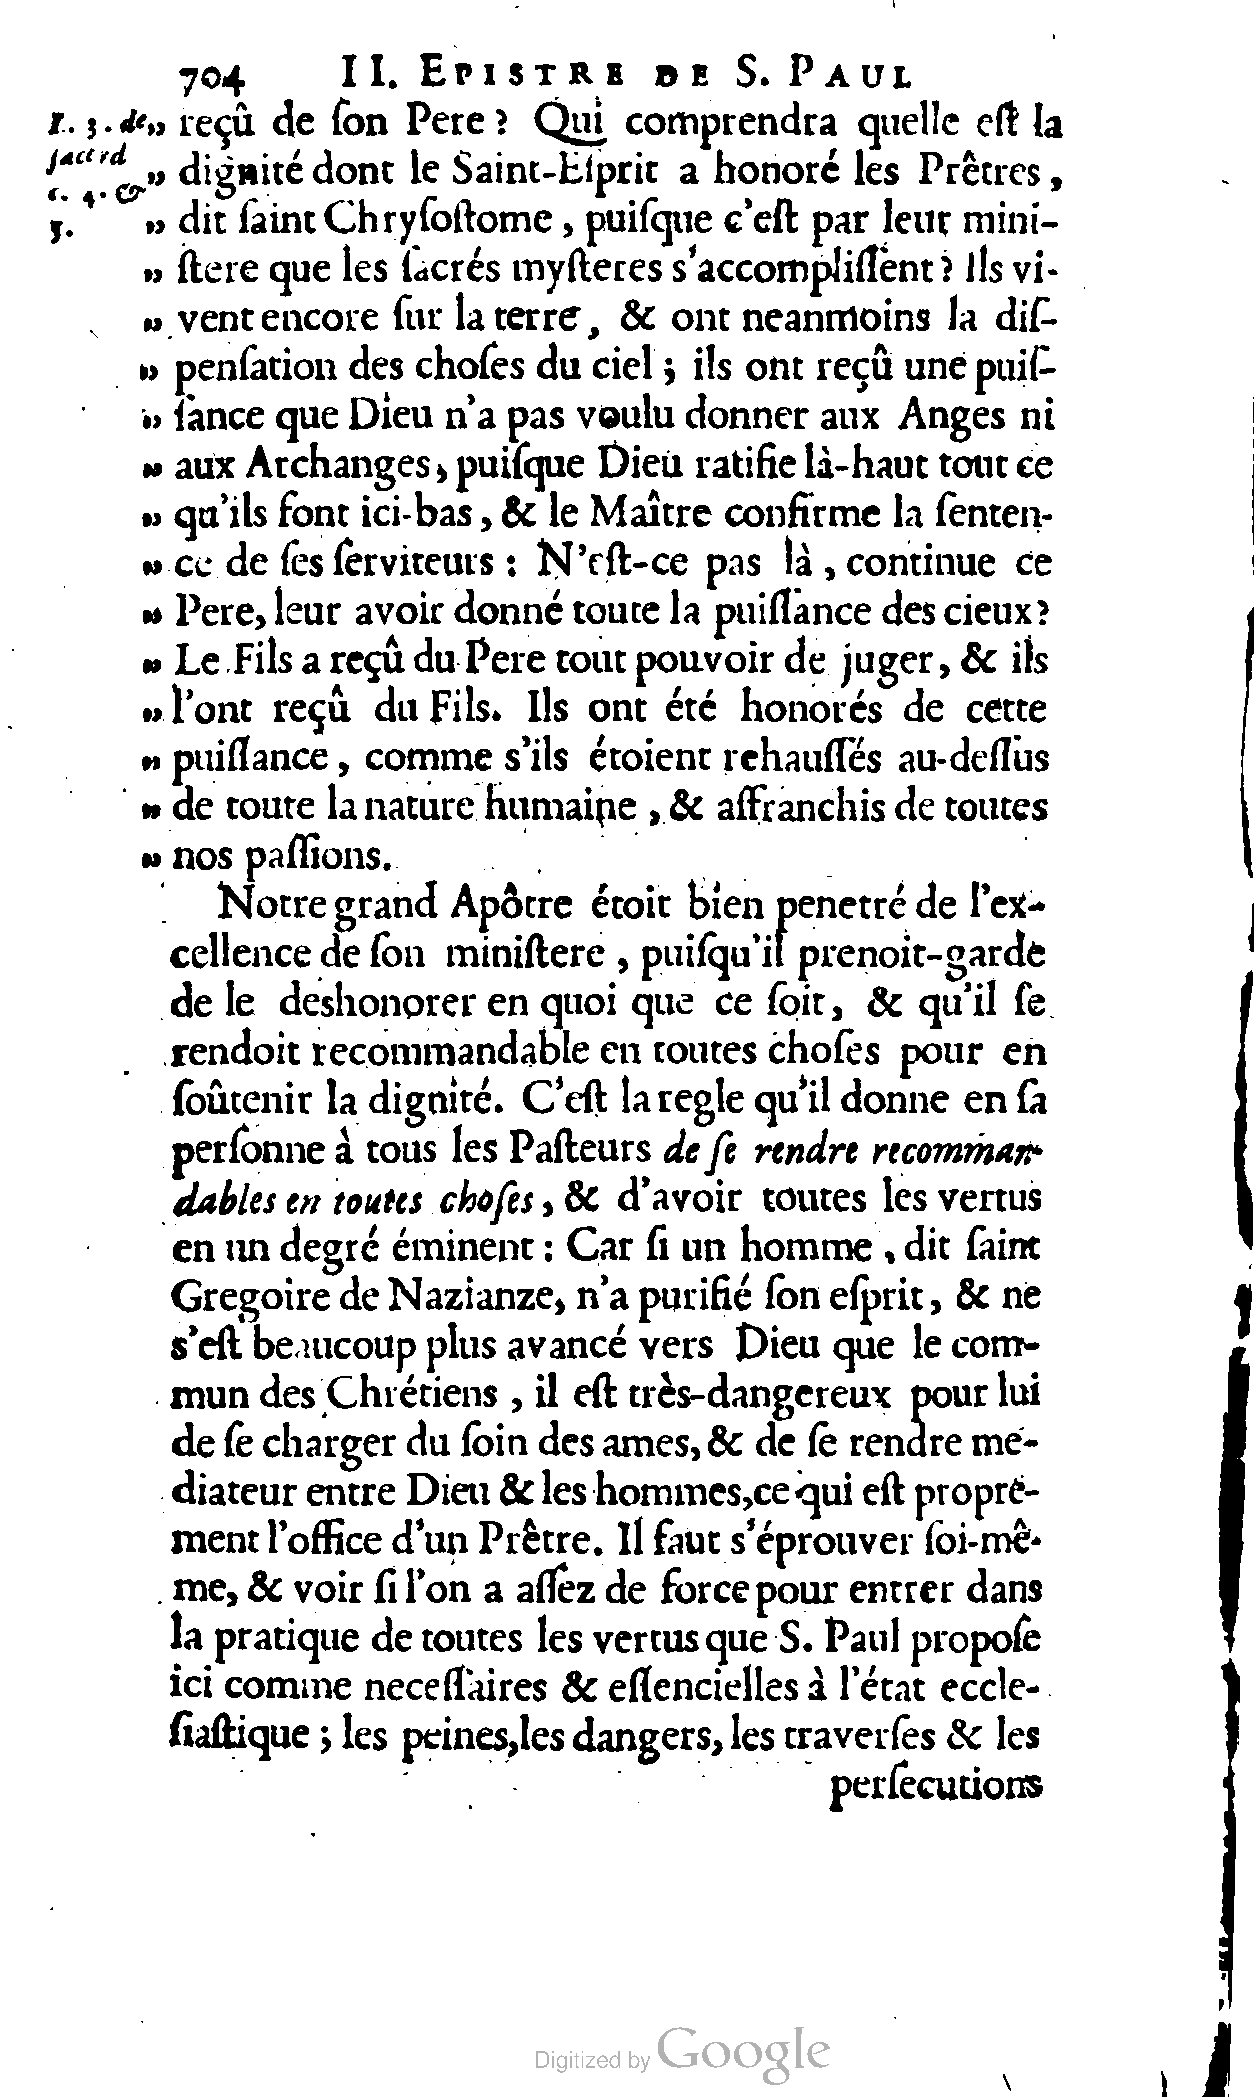 704 II. EPISTRE DE S. PAUL
l. 3. de „ reçû de ſon Pere ? Qui comprendra quelle eſt la
ſacerd „ dignité dont le Saint-Eſprit a honoré les Prêtres,
c. 4. & „ dit ſaint Chryſoſtome, puiſque c'eſt par leur mini-
5. „ ſtere que les ſacrés myſteres s'accompliſſent ? Ils vi-
„ vent encore ſur la terre, & ont neanmoins la diſ-
„ penſation des choſes du ciel ; ils ont reçû une puiſ-
„ ſance que Dieu n'a pas voulu donner aux Anges ni
„ aux Archanges, puiſque Dieu ratifie là-haut tout ce
„ qu'ils font ici-bas, & le Maître confirme la ſenten-
„ ce de ſes ſerviteurs : N'eſt-ce pas là, continue ce
„ Pere, leur avoir donné toute la puiſſance des cieux ?
„ Le Fils a reçû du Pere tout pouvoir de juger, & ils
„ l'ont reçû du Fils. Ils ont été honorés de cette
„ puiſſance, comme s'ils étoient rehauſſés au-deſſus
„ de toute la nature humaine, & affranchis de toutes
„ nos paſſions.
Notre grand Apôtre étoit bien penetré de l'ex-
cellence de ſon miniſtere, puiſqu'il prenoit-garde
de le deshonorer en quoi que ce ſoit, & qu'il ſe
rendoit recommandable en toutes choſes pour en
ſoûtenir la dignité. C'eſt la regle qu'il donne en ſa
perſonne à tous les Paſteurs de ſe rendre recomman-
dables en toutes choſes, & d'avoir toutes les vertus
en un degré éminent : Car ſi un homme, dit ſaint
Gregoire de Nazianze, n'a purifié ſon eſprit, & ne
s'eſt beaucoup plus avancé vers Dieu que le com-
mun des Chrétiens, il eſt très-dangereux pour lui
de ſe charger du ſoin des ames, & de ſe rendre me-
diateur entre Dieu & les hommes, ce qui eſt propre-
ment l'office d'un Prêtre. Il faut s'éprouver ſoi-mê-
me, & voir ſi l'on a aſſez de force pour entrer dans
la pratique de toutes les vertus que S. Paul propoſe
ici comme neceſſaires & eſſencielles à l'état eccle-
ſiaſtique ; les peines, les dangers, les traverſes & les
perſecutions
Digitized by Google